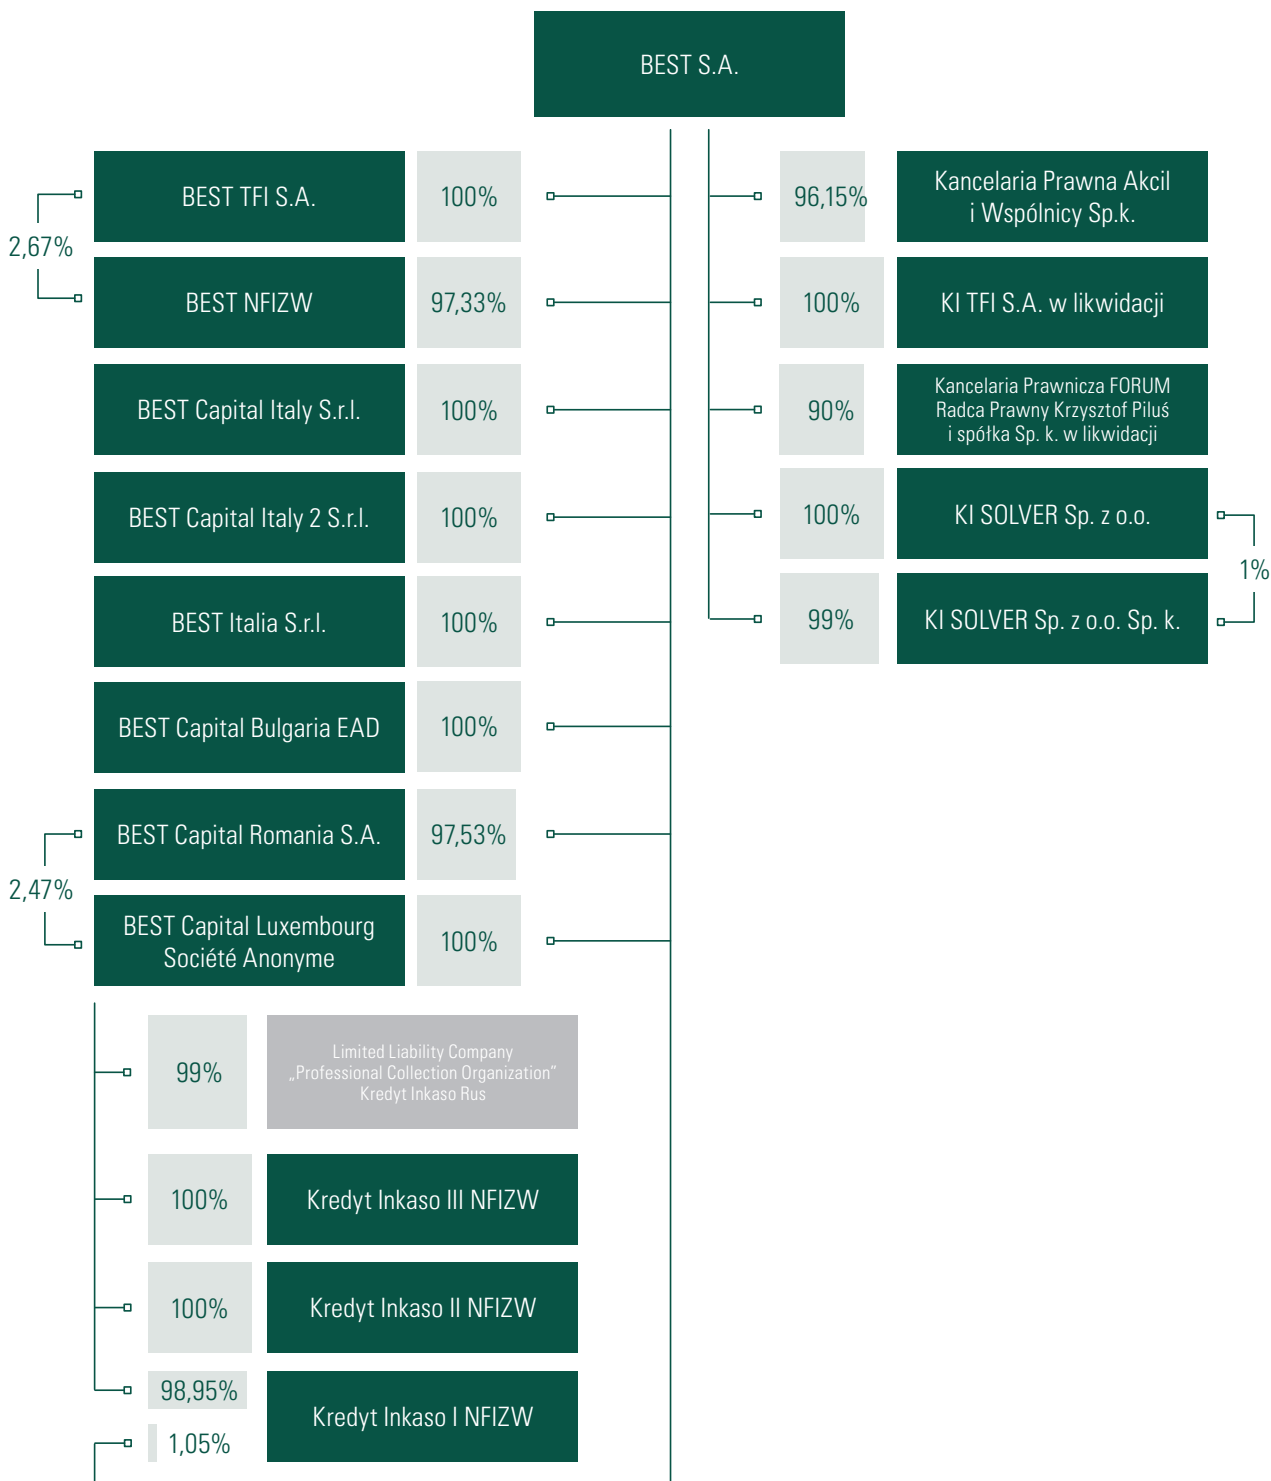 BEST S.A.
BEST TFI S.A.
100%
2,67%
BEST NFIZW
97,33%
BEST Capital Italy S.r.l.
100%
BEST Capital Italy 2 S.r.l.
100%
BEST Italia S.r.l.
100%
BEST Capital Bulgaria EAD
100%
BEST Capital Romania S.A.
97,53%
2,47%
BEST Capital Luxembourg
Société Anonyme
100%
99%
Limited Liability Company
„Professional Collection Organization”
Kredyt Inkaso Rus
100%
Kredyt Inkaso III NFIZW
100%
Kredyt Inkaso II NFIZW
98,95%
1,05%
Kredyt Inkaso I NFIZW
96,15%
Kancelaria Prawna Akcil
i Wspólnicy Sp.k.
100%
KI TFI S.A. w likwidacji
90%
Kancelaria Prawnicza FORUM
Radca Prawny Krzysztof Piluś
i spółka Sp. k. w likwidacji
100%
KI SOLVER Sp. z o.o.
1%
99%
KI SOLVER Sp. z o.o. Sp. k.